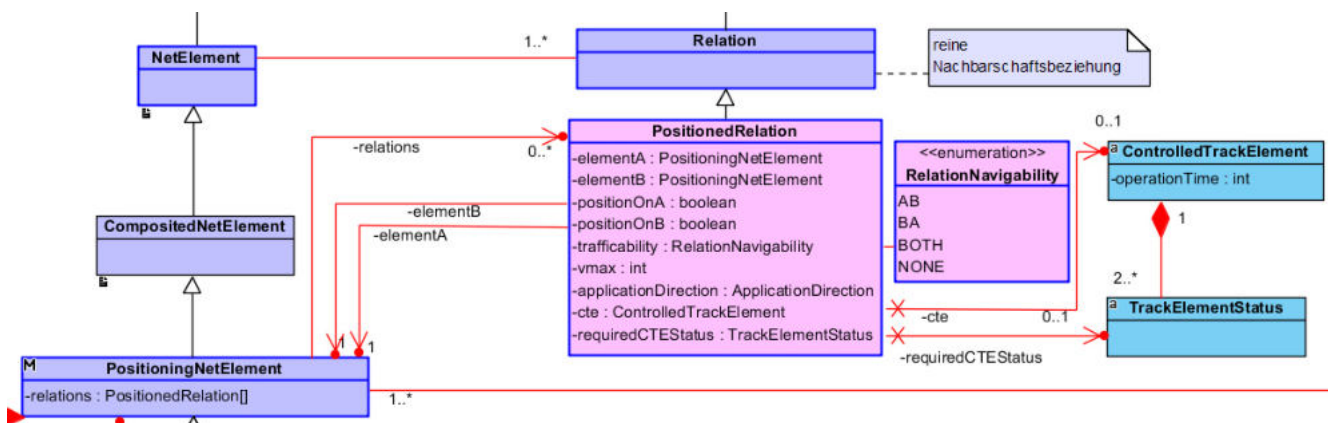 NetElement
1..*
Relation
reine
Nachbarschaftsbeziehung
-relations
0..*
PositionedRelation
-elementA : PositioningNetElement
-elementB : PositioningNetElement
-positionOnA : boolean
-positionOnB : boolean
-trafficability : RelationNavigability
-vmax : int
-applicationDirection : ApplicationDirection
-cte : ControlledTrackElement
-requiredCTEStatus : TrackElementStatus
<<enumeration>>
RelationNavigability
AB
BA
BOTH
NONE
0..1
a ControlledTrackElement
-operationTime : int
1
2..*
a TrackElementStatus
-cte
0..1
-requiredCTEStatus
CompositedNetElement
-elementB
-elementA
1
1
M PositioningNetElement
-relations : PositionedRelation[]
1..*